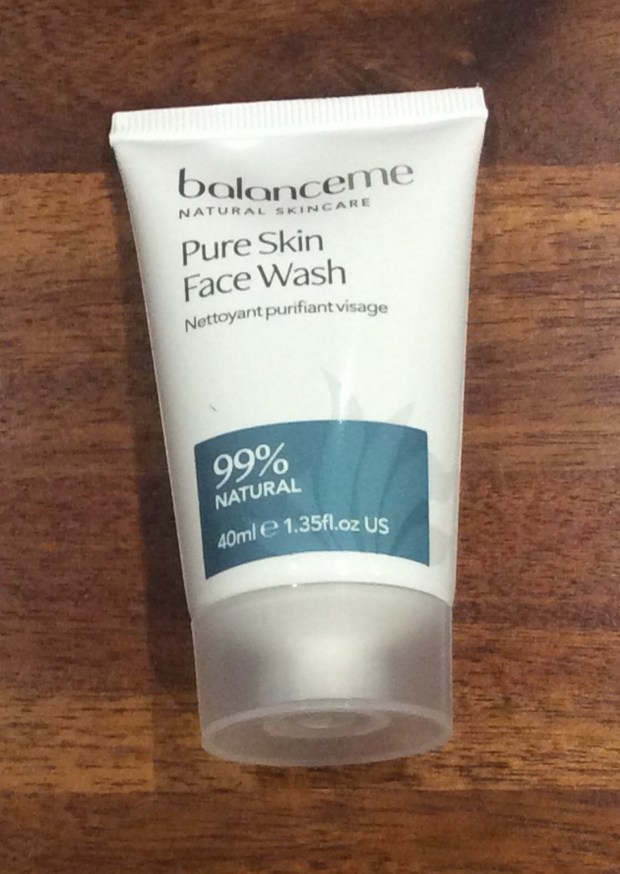 balanceme
NATURAL SKINCARE
Pure Skin
Face Wash
Nettoyant purifiant visage
99%
NATURAL
40ml ℮ 1.35fl.oz US